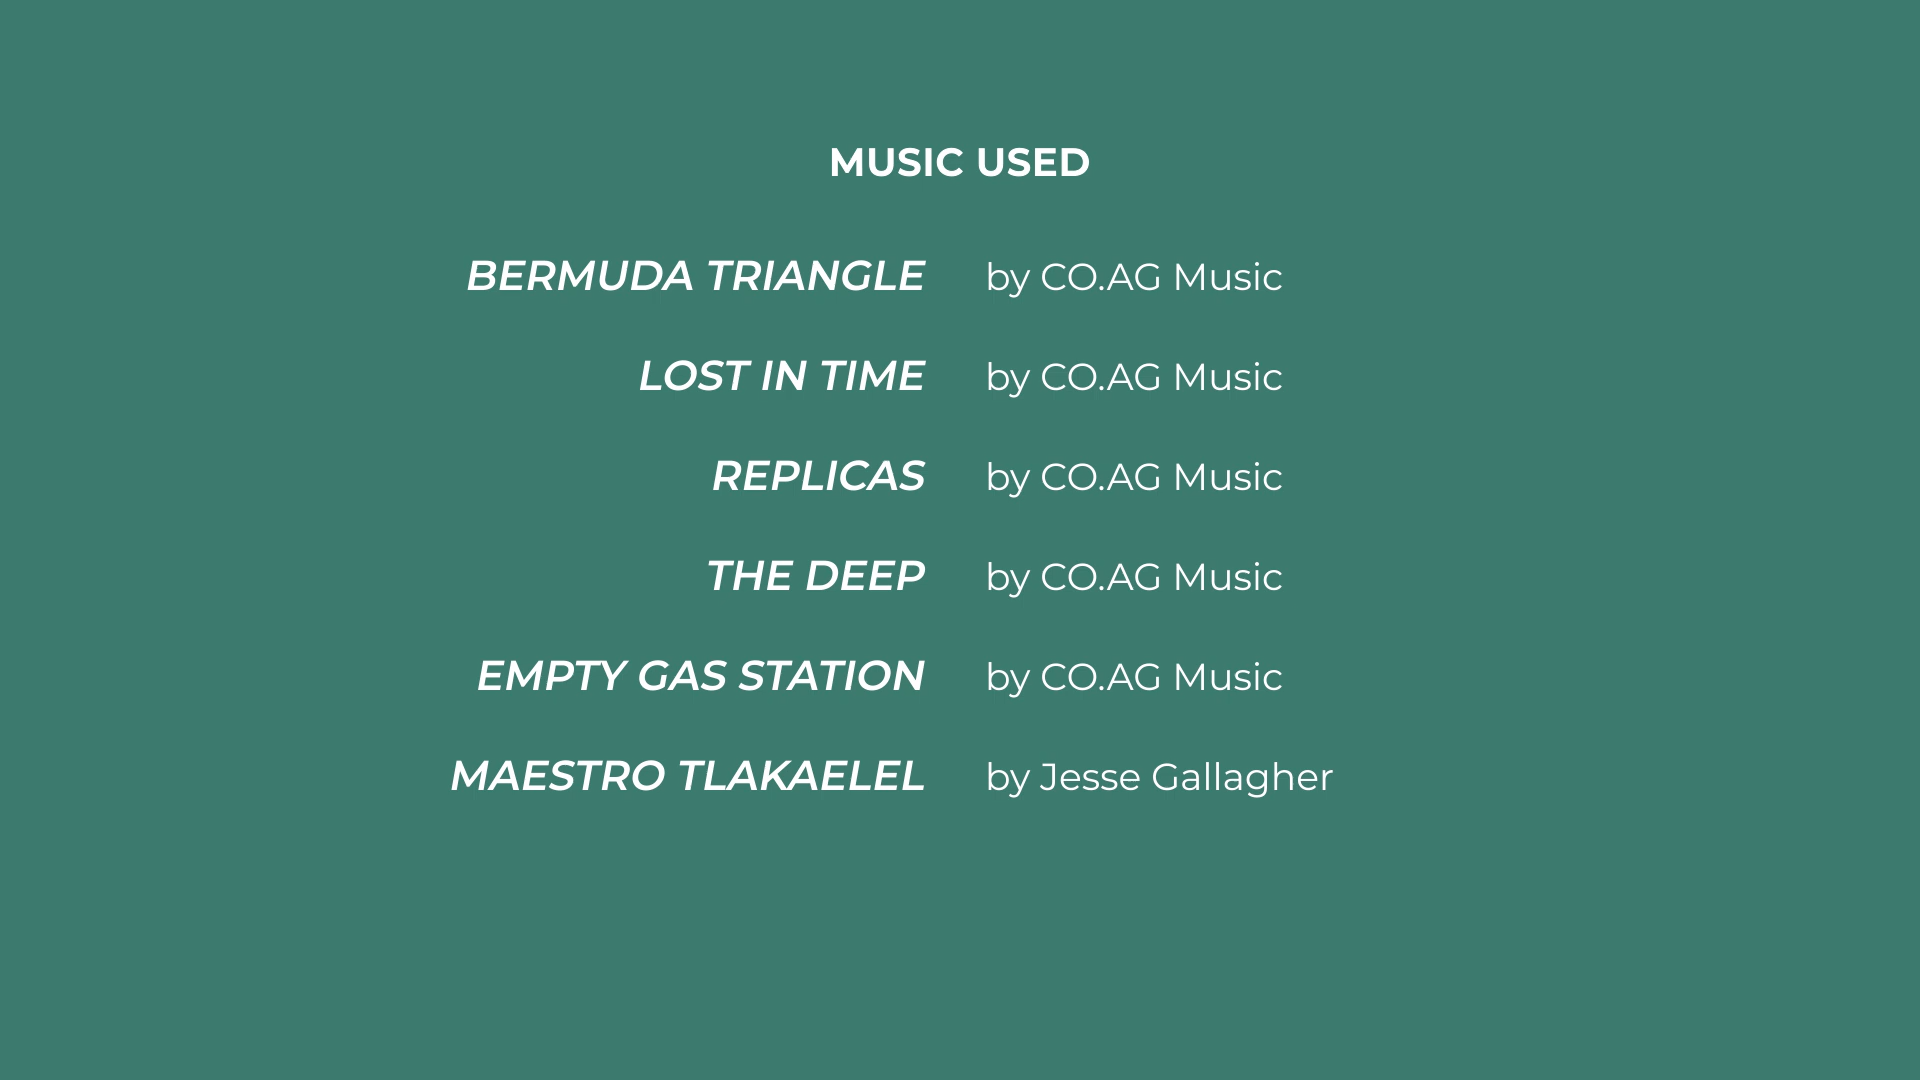 MUSIC USED
BERMUDA TRIANGLE by CO.AG Music
LOST IN TIME by CO.AG Music
REPLICAS by CO.AG Music
THE DEEP by CO.AG Music
EMPTY GAS STATION by CO.AG Music
MAESTRO TLAKAELEL by Jesse Gallagher